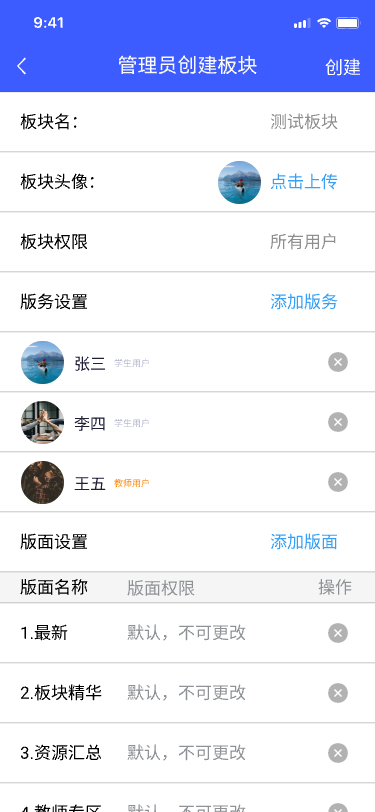 9:41
管理员创建板块
创建
板块名：
测试板块
板块头像：
点击上传
板块权限
所有用户
版务设置
添加版务
张三
学生用户
李四
学生用户
王五
教师用户
版面设置
添加版面
版面名称
版面权限
操作
1.最新
默认，不可更改
2.板块精华
默认，不可更改
3.资源汇总
默认，不可更改
4.教师专区
默认，不可更改